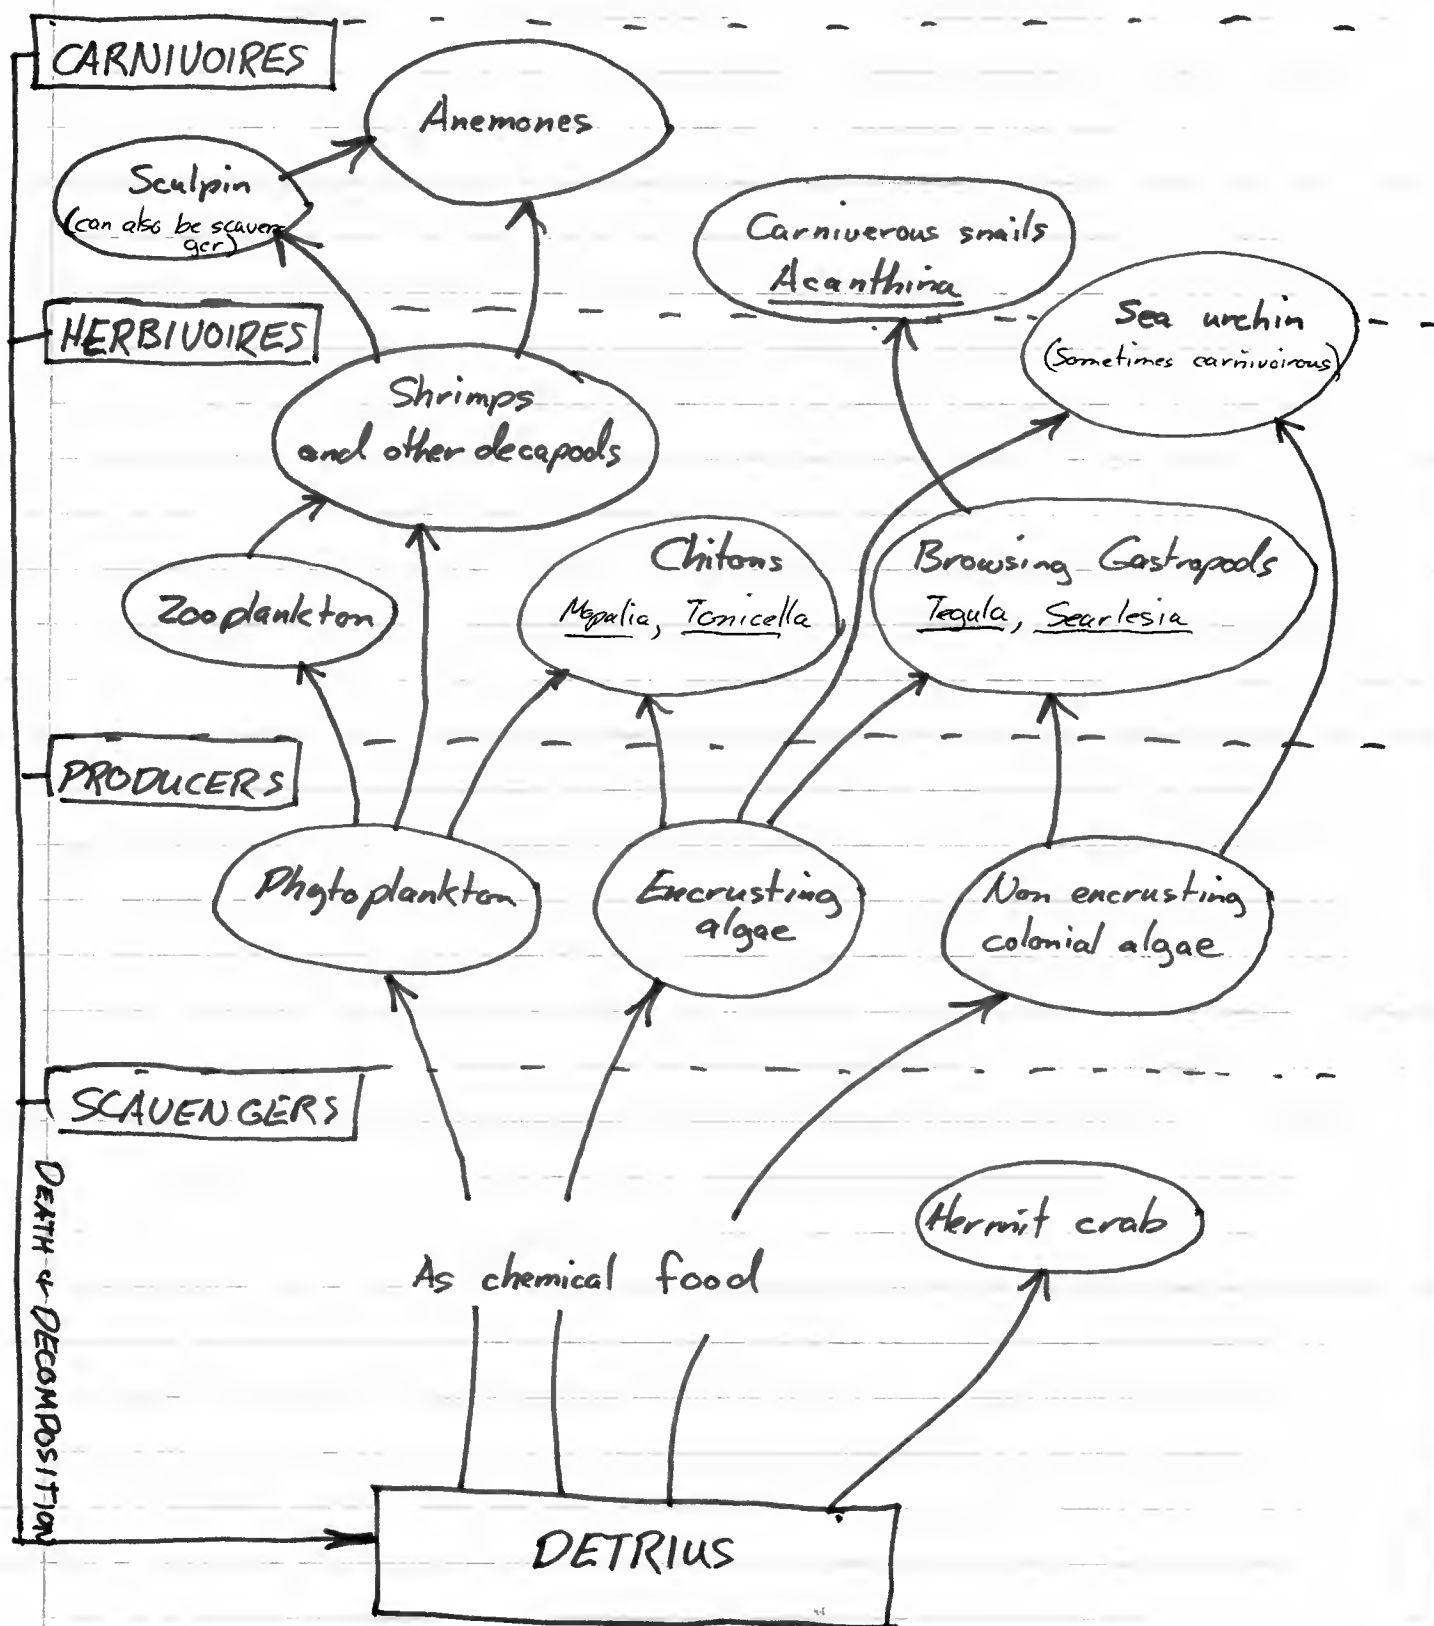 CARNIVOIRES
Anemones
Sculpin
(can also be scaven
ger)
Carniverous snails
Acanthina
HERBIVOIRES
Sea urchin
(Sometimes carnivoirous)
Shrimps
and other decapods
Zooplankton
Chitons
Mopalia, Tonicella
Browsing Gastropods
Tegula, Searlesia
PRODUCERS
Phytoplankton
Encrusting
algae
Non encrusting
colonial algae
SCAVENGERS
Hermit crab
As chemical food
DEATH & DECOMPOSITION
DETRIUS